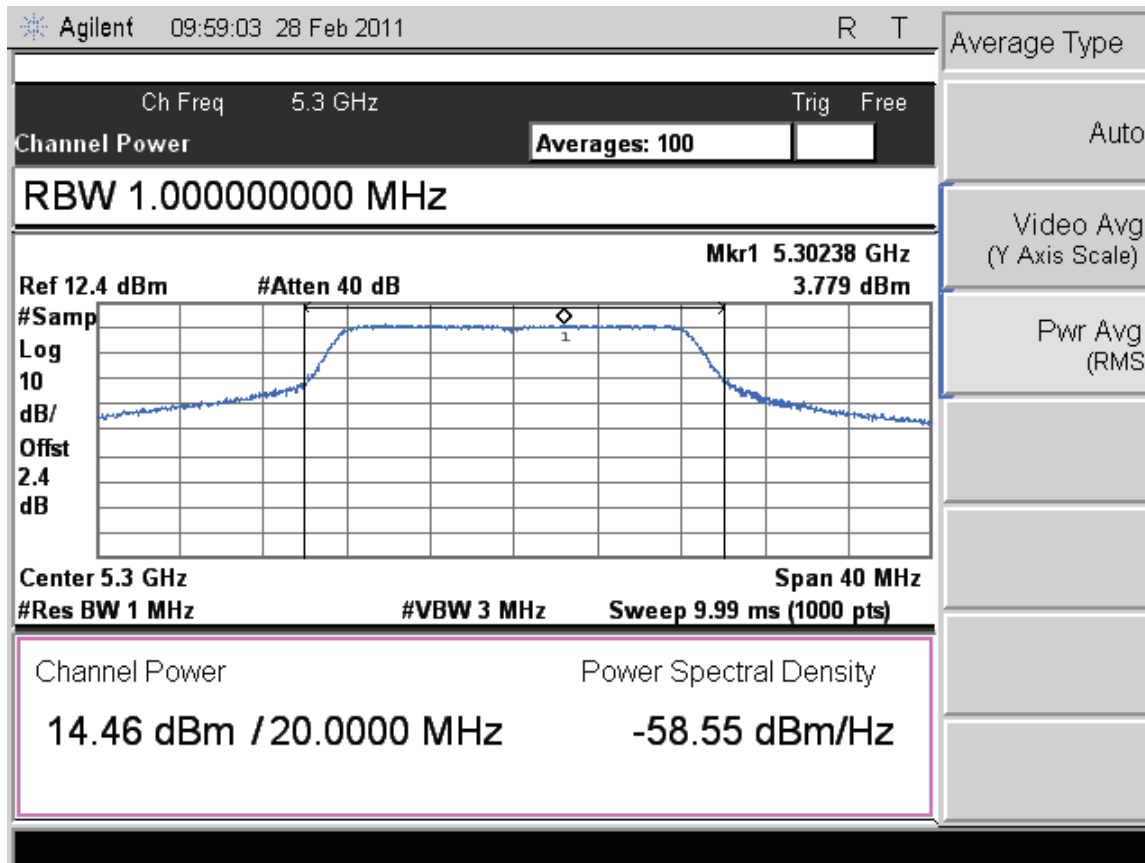 Agilent 09:59:03 28 Feb 2011 R T
Average Type
Ch Freq 5.3 GHz Trig Free
Channel Power Averages: 100
Auto
RBW 1.000000000 MHz
Video Avg
(Y Axis Scale)
Mkr1 5.30238 GHz
Ref 12.4 dBm #Atten 40 dB 3.779 dBm
#Samp
Log
10
dB/
Offst
2.4
dB
1
Pwr Avg
(RMS
Center 5.3 GHz Span 40 MHz
#Res BW 1 MHz #VBW 3 MHz Sweep 9.99 ms (1000 pts)
Channel Power Power Spectral Density
14.46 dBm / 20.0000 MHz -58.55 dBm/Hz